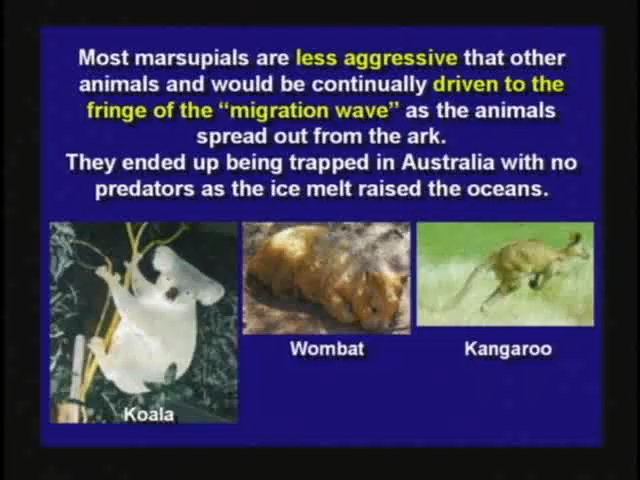 Most marsupials are less aggressive that other
animals and would be continually driven to the
fringe of the “migration wave” as the animals
spread out from the ark.
They ended up being trapped in Australia with no
predators as the ice melt raised the oceans.
Wombat
Kangaroo
Koala